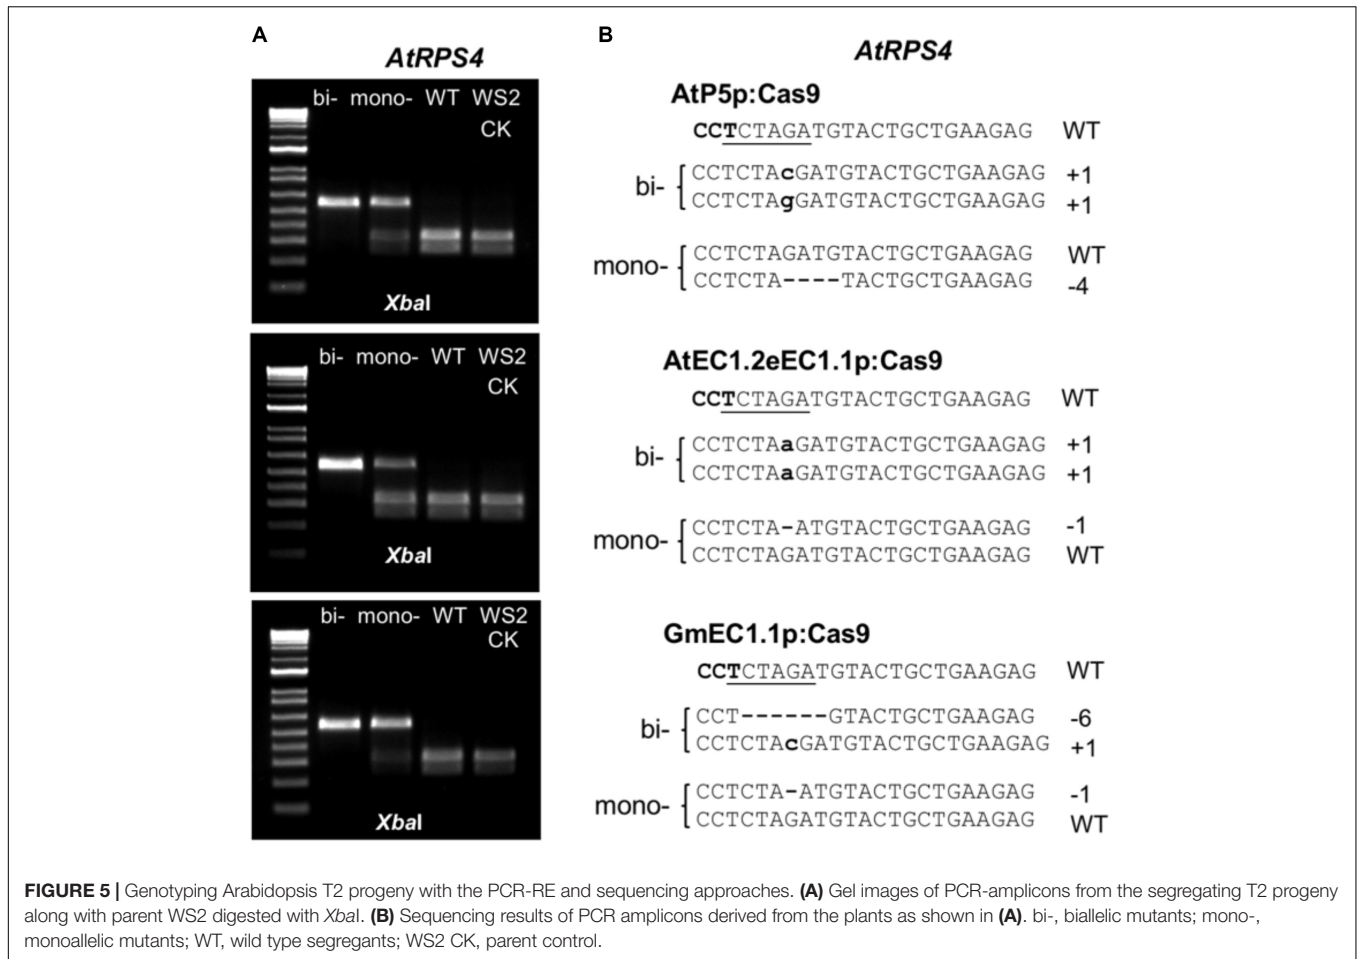 A
AtRPS4
bi- mono- WT WS2
CK
XbaI
bi- mono- WT WS2
CK
XbaI
bi- mono- WT WS2
CK
XbaI
B
AtRPS4
AtP5p:Cas9
CCTCTAGATGTACTGCTGAAGAG WT
bi-
CCTCTAcGATGTACTGCTGAAGAG +1
CCTCTAgGATGTACTGCTGAAGAG +1
mono-
CCTCTAGATGTACTGCTGAAGAG WT
CCTCTA----TACTGCTGAAGAG -4
AtEC1.2eEC1.1p:Cas9
CCTCTAGATGTACTGCTGAAGAG WT
bi-
CCTCTAaGATGTACTGCTGAAGAG +1
CCTCTAaGATGTACTGCTGAAGAG +1
mono-
CCTCTA-ATGTACTGCTGAAGAG -1
CCTCTAGATGTACTGCTGAAGAG WT
GmEC1.1p:Cas9
CCTCTAGATGTACTGCTGAAGAG WT
bi-
CCT------GTACTGCTGAAGAG -6
CCTCTAcGATGTACTGCTGAAGAG +1
mono-
CCTCTA-ATGTACTGCTGAAGAG -1
CCTCTAGATGTACTGCTGAAGAG WT
FIGURE 5 | Genotyping Arabidopsis T2 progeny with the PCR-RE and sequencing approaches. (A) Gel images of PCR-amplicons from the segregating T2 progeny
along with parent WS2 digested with XbaI. (B) Sequencing results of PCR amplicons derived from the plants as shown in (A). bi-, biallelic mutants; mono-,
monoallelic mutants; WT, wild type segregants; WS2 CK, parent control.